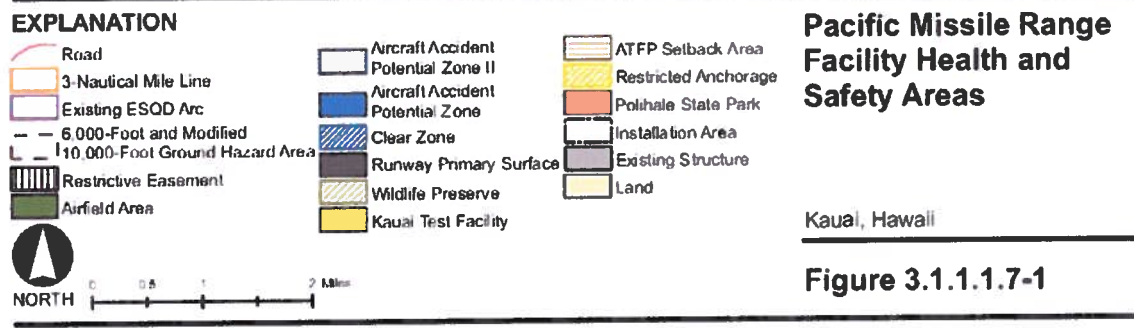 EXPLANATION
Road
3-Nautical Mile Line
Existing ESQD Arc
6,000-Foot and Modified
10,000-Foot Ground Hazard Area
Restrictive Easement
Airfield Area
Aircraft Accident
Potential Zone II
Aircraft Accident
Potential Zone
Clear Zone
Runway Primary Surface
Wildlife Preserve
Kauai Test Facility
ATFP Setback Area
Restricted Anchorage
Polihale State Park
Installation Area
Existing Structure
Land
NORTH
0 0.5 1 2 Miles
Pacific Missile Range
Facility Health and
Safety Areas
Kauai, Hawaii
Figure 3.1.1.1.7-1